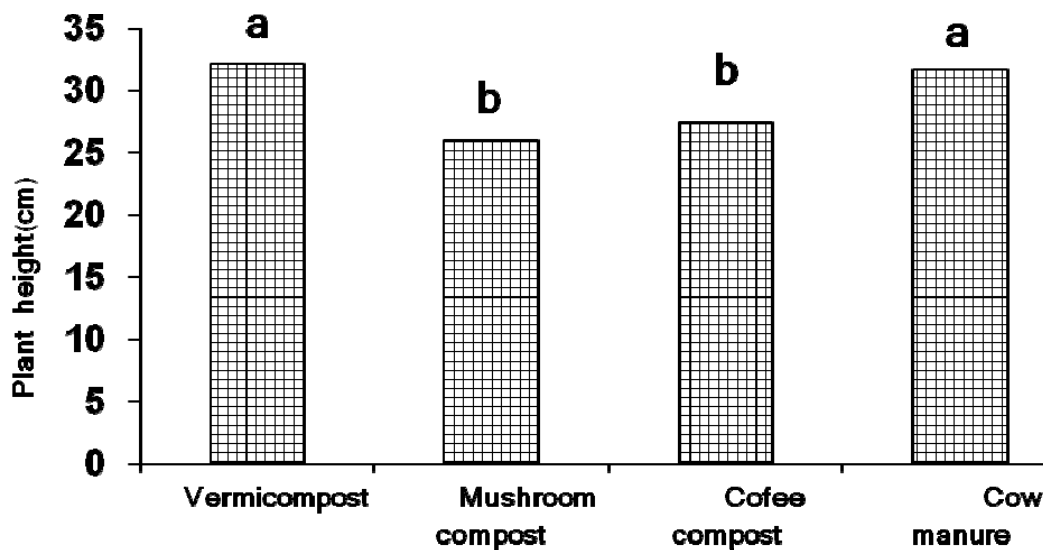 Plant height(cm)
35
30
25
20
15
10
5
0
a
b
b
a
Vermicompost
Mushroom
compost
Cofee
compost
Cow
manure